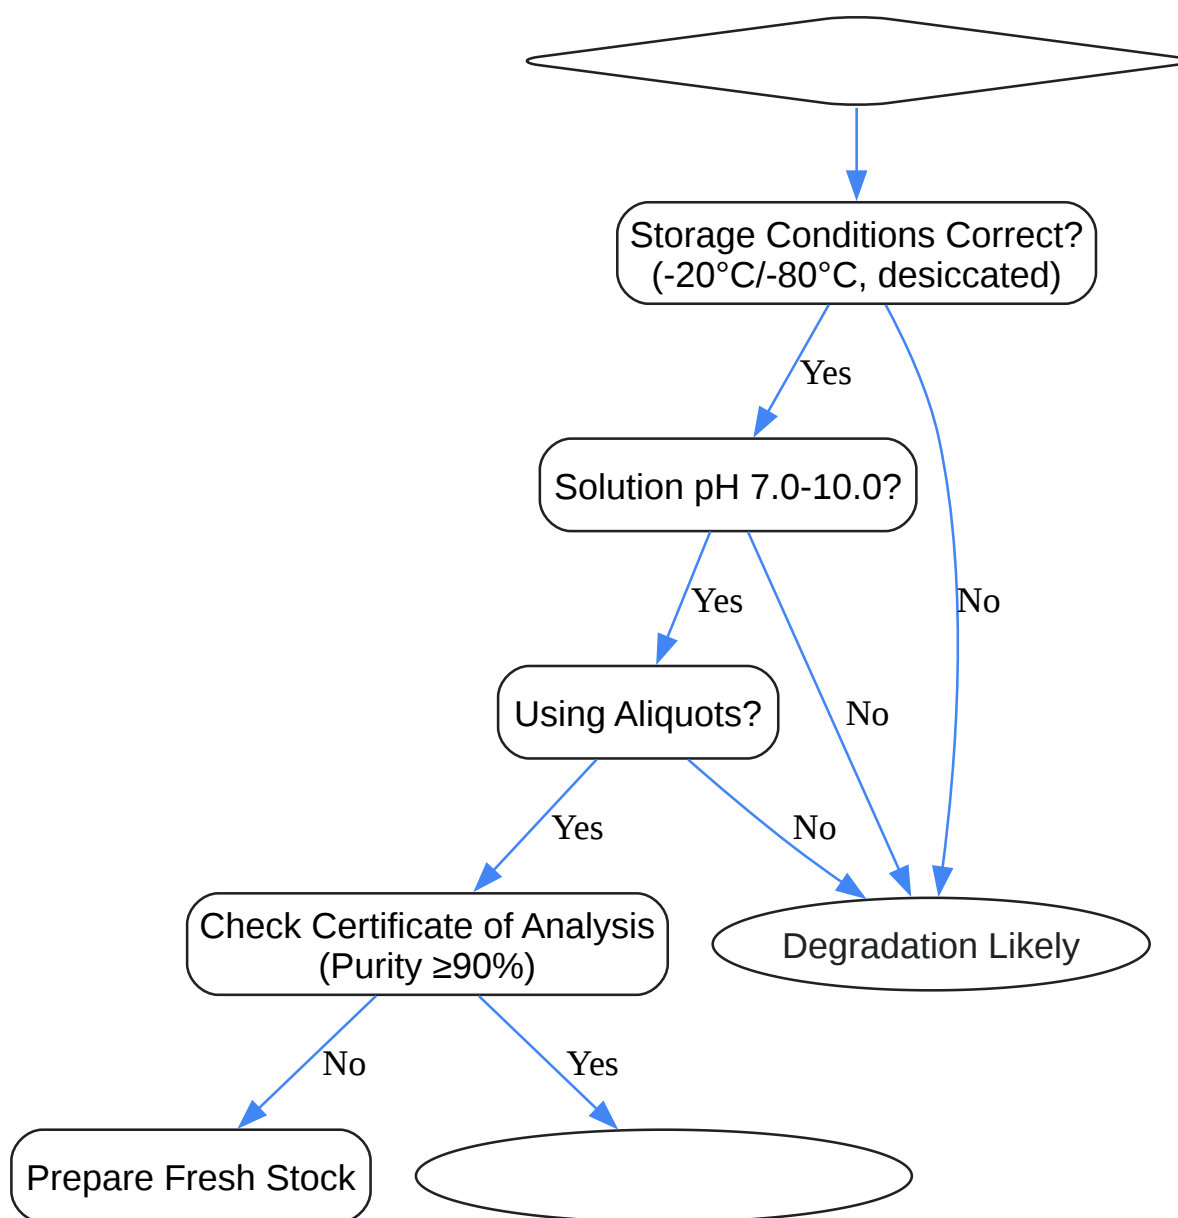 Storage Conditions Correct?
(-20°C/-80°C, desiccated)
Yes
Solution pH 7.0-10.0?
Yes
No
Using Aliquots?
No
Yes
No
Check Certificate of Analysis
(Purity ≥90%)
Degradation Likely
No
Yes
Prepare Fresh Stock